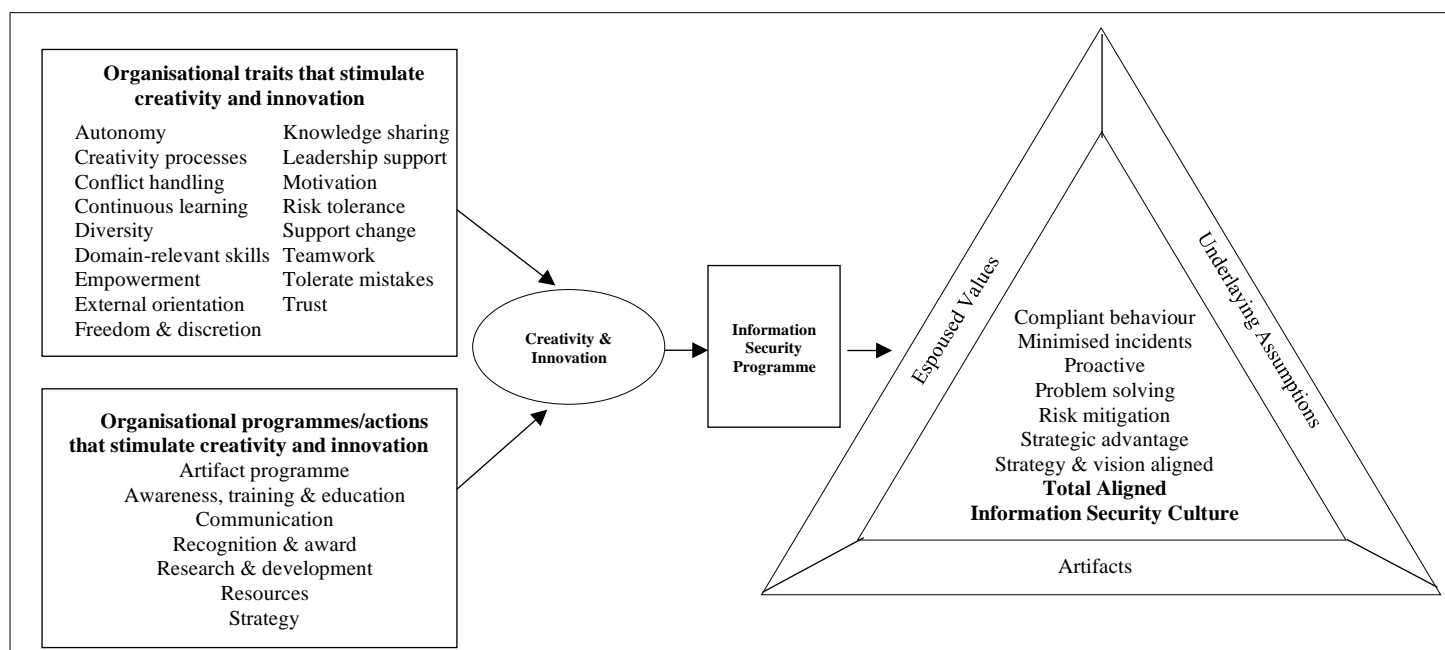 Organisational traits that stimulate
creativity and innovation
Autonomy
Creativity processes
Conflict handling
Continuous learning
Diversity
Domain-relevant skills
Empowerment
External orientation
Freedom & discretion
Knowledge sharing
Leadership support
Motivation
Risk tolerance
Support change
Teamwork
Tolerate mistakes
Trust
Organisational programmes/actions
that stimulate creativity and innovation
Artifact programme
Awareness, training & education
Communication
Recognition & award
Research & development
Resources
Strategy
Creativity &
Innovation
Information
Security
Programme
Espoused Values
Underlaying Assumptions
Compliant behaviour
Minimised incidents
Proactive
Problem solving
Risk mitigation
Strategic advantage
Strategy & vision aligned
Total Aligned
Information Security Culture
Artifacts